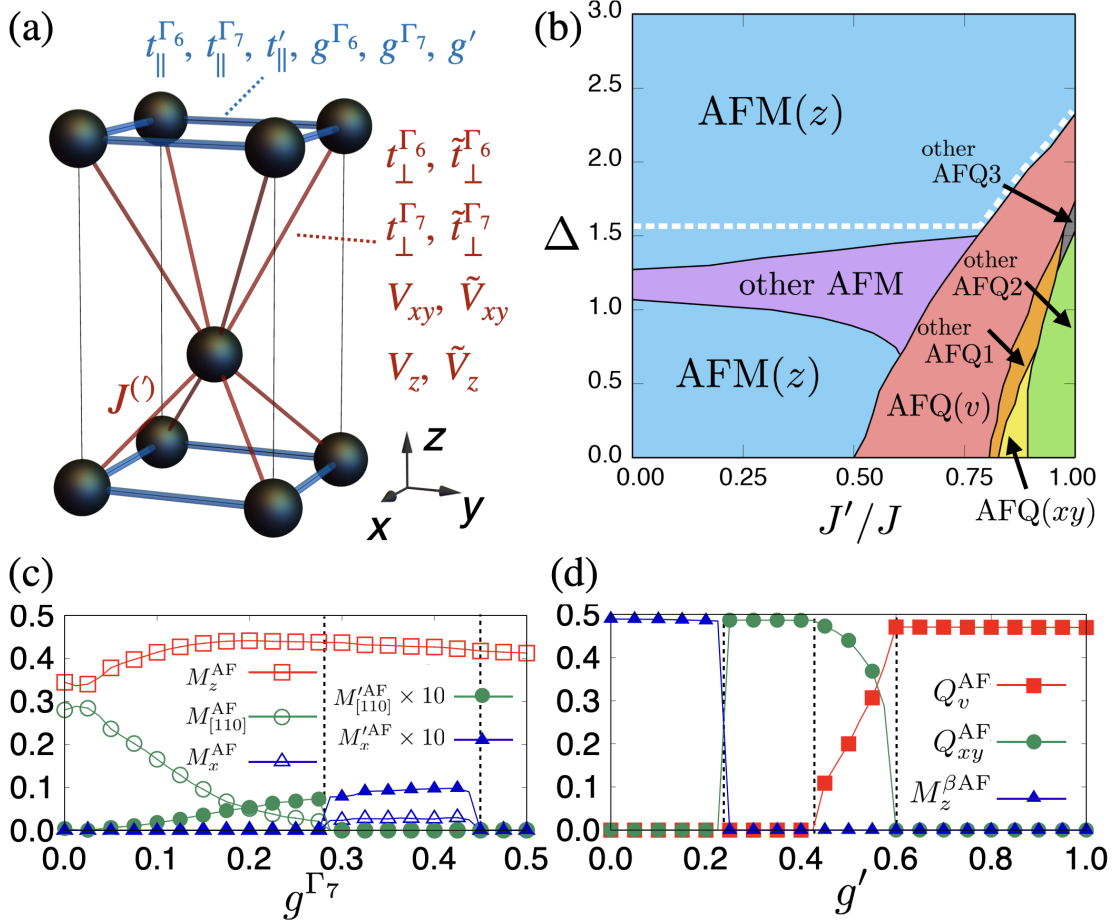 (a)
t∥^Γ6, t∥^Γ7, t′∥, g^Γ6, g^Γ7, g′
t⊥^Γ6, t̃⊥^Γ6
t⊥^Γ7, t̃⊥^Γ7
V_xy, Ṽ_xy
V_z, Ṽ_z
J^(′)
z
y
x
(b)
3.0
2.5
2.0
1.5
1.0
0.5
0.0
Δ
AFM(z)
other
AFQ3
other AFM
other
AFQ2
other
AFQ1
AFM(z)
AFQ(v)
AFQ(xy)
0.00 0.25 0.50 0.75 1.00
J′/J
(c)
0.5
0.4
0.3
0.2
0.1
0.0
M_z^AF
M_[110]^AF
M_x^AF
M′_[110]^AF × 10
M′_x^AF × 10
0.0 0.1 0.2 0.3 0.4 0.5
g^Γ7
(d)
0.5
0.4
0.3
0.2
0.1
0.0
Q_v^AF
Q_xy^AF
M_z^βAF
0.0 0.2 0.4 0.6 0.8 1.0
g′